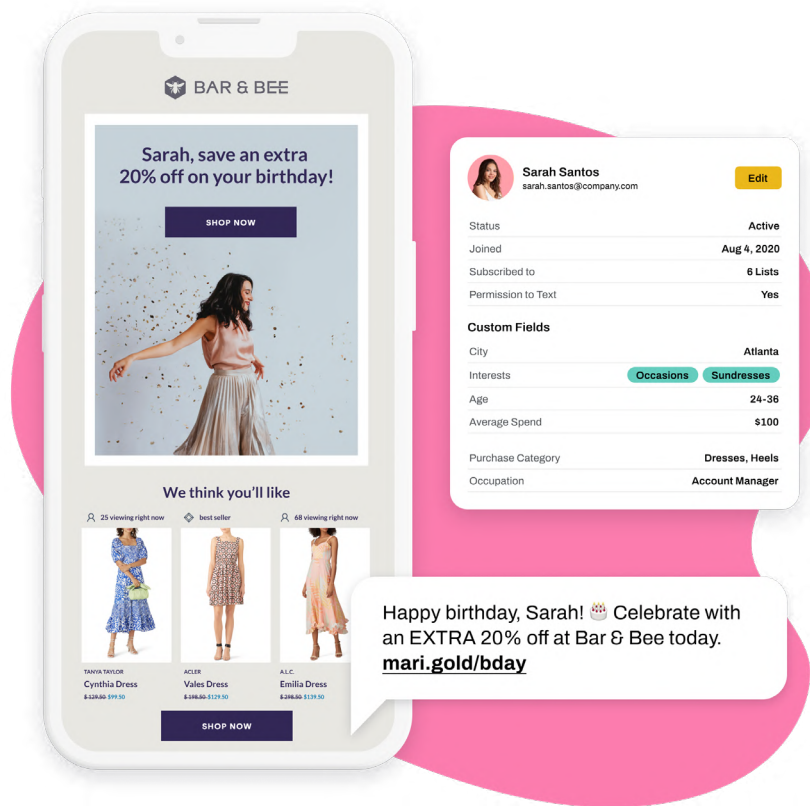 BAR & BEE
Sarah, save an extra
20% off on your birthday!
SHOP NOW
We think you'll like
25 viewing right now
best seller
68 viewing right now
TANYA TAYLOR
Cynthia Dress
$ 129.50 $99.50
ACLER
Vales Dress
$ 198.50 $129.50
A.L.C.
Emilia Dress
$ 298.50 $139.50
SHOP NOW
Sarah Santos
sarah.santos@company.com
Edit
Status Active
Joined Aug 4, 2020
Subscribed to 6 Lists
Permission to Text Yes
Custom Fields
City Atlanta
Interests Occasions Sundresses
Age 24-36
Average Spend $100
Purchase Category Dresses, Heels
Occupation Account Manager
Happy birthday, Sarah! 🎂 Celebrate with
an EXTRA 20% off at Bar & Bee today.
mari.gold/bday